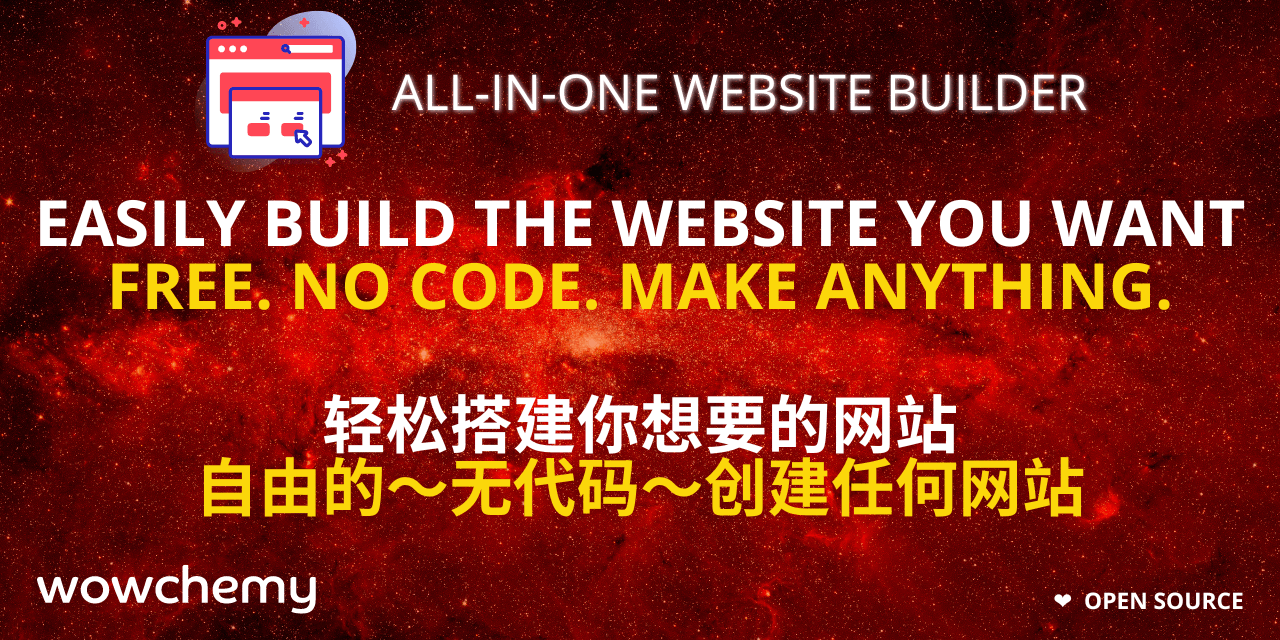 ALL-IN-ONE WEBSITE BUILDER
EASILY BUILD THE WEBSITE YOU WANT
FREE. NO CODE. MAKE ANYTHING.
轻松搭建你想要的网站
自由的～无代码～创建任何网站
wowchemy
❤ OPEN SOURCE